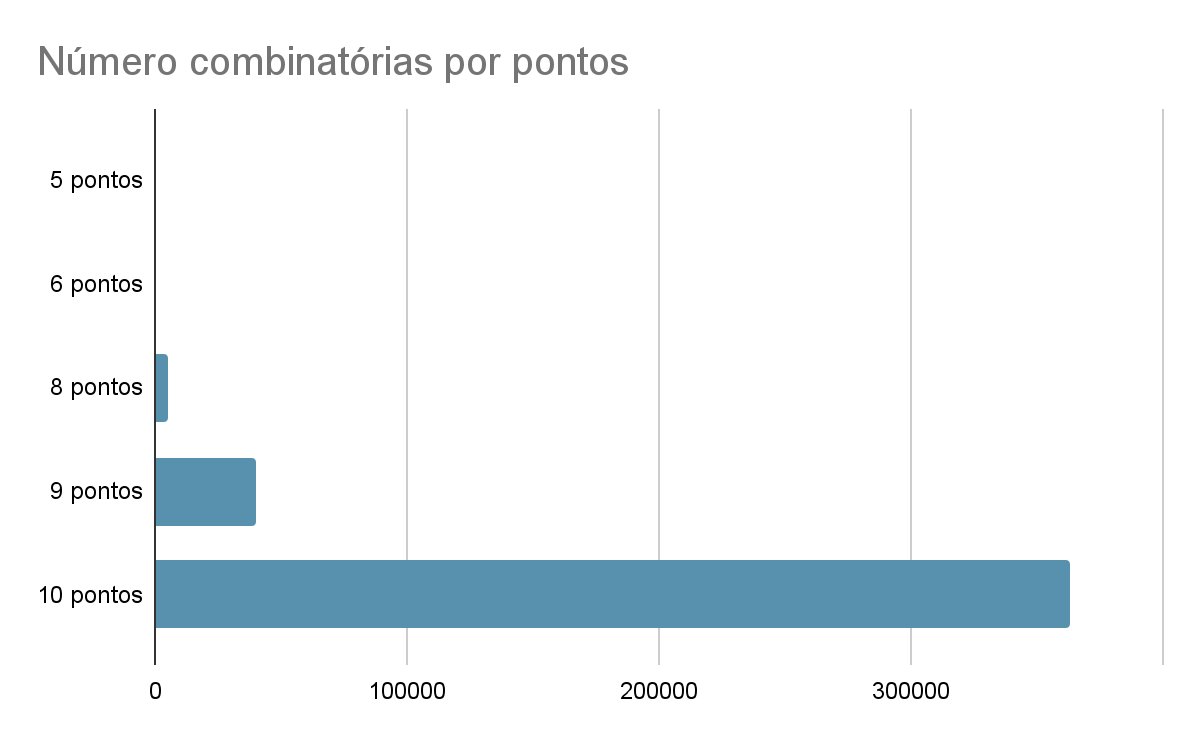 Número combinatórias por pontos
5 pontos
6 pontos
8 pontos
9 pontos
10 pontos
0
100000
200000
300000